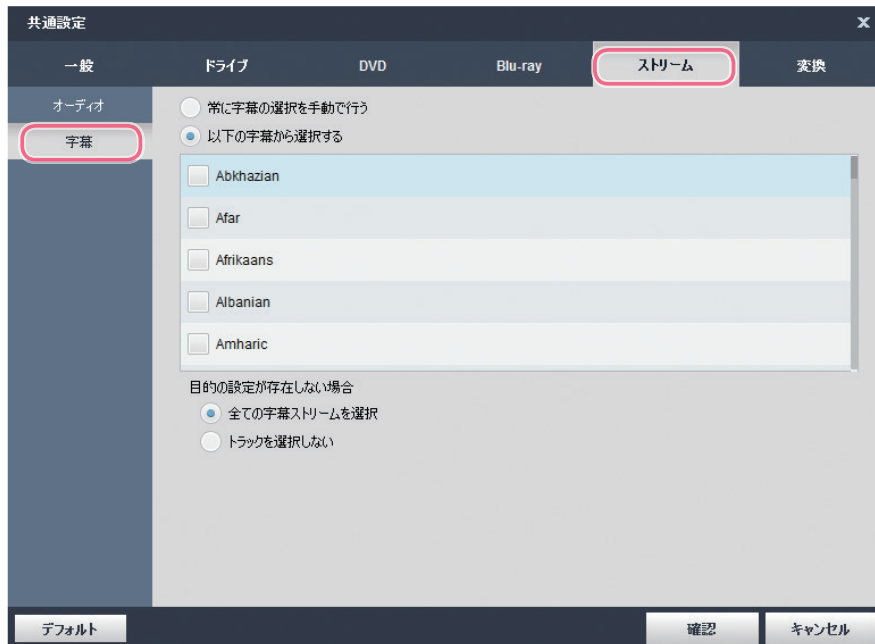 共通設定 x
一般 ドライブ DVD Blu-ray ストリーム 変換
オーディオ
字幕
常に字幕の選択を手動で行う
以下の字幕から選択する
Abkhazian
Afar
Afrikaans
Albanian
Amharic
目的の設定が存在しない場合
全ての字幕ストリームを選択
トラックを選択しない
デフォルト 確認 キャンセル